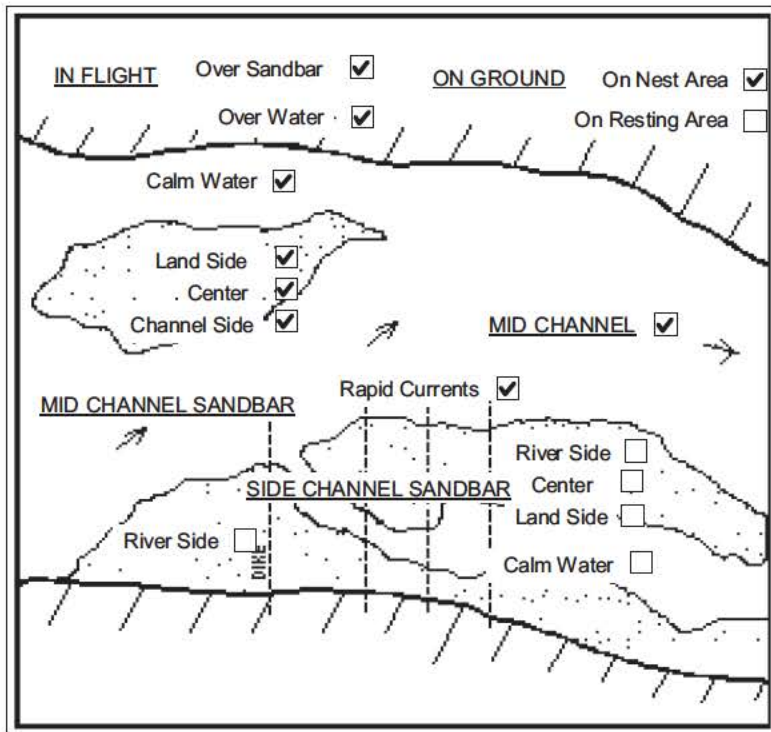 IN FLIGHT
Over Sandbar
ON GROUND
On Nest Area
Over Water
On Resting Area
Calm Water
Land Side
Center
Channel Side
MID CHANNEL
Rapid Currents
MID CHANNEL SANDBAR
River Side
SIDE CHANNEL SANDBAR
Center
Land Side
River Side
DIKE
Calm Water